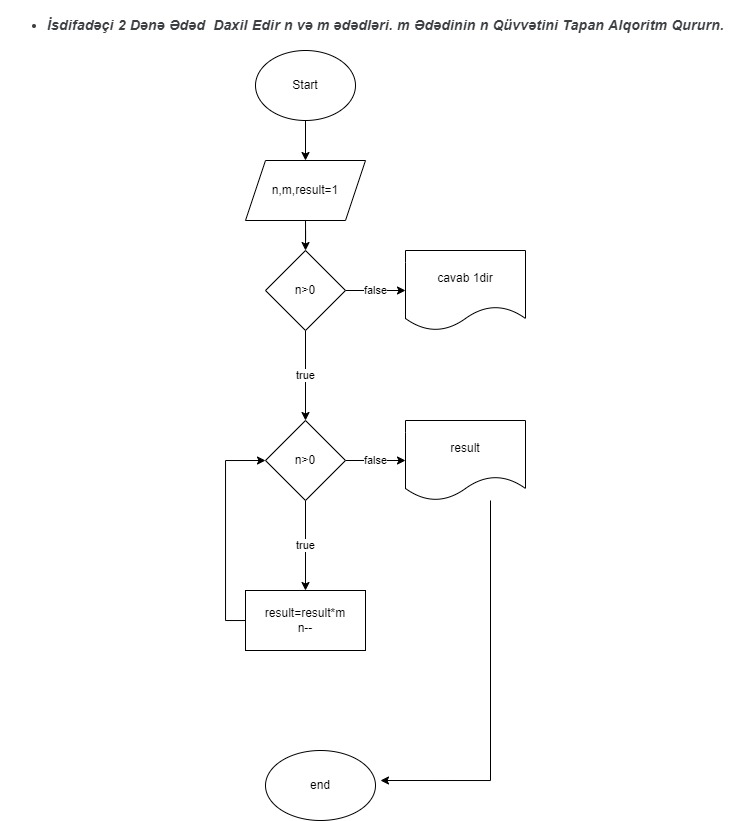 İsdifadəçi 2 Dənə Ədəd Daxil Edir n və m ədədləri. m Ədədinin n Qüvvətini Tapan Alqoritm Qururn.
Start
n,m,result=1
n>0
false
cavab 1dir
true
n>0
false
result
true
result=result*m
n--
end